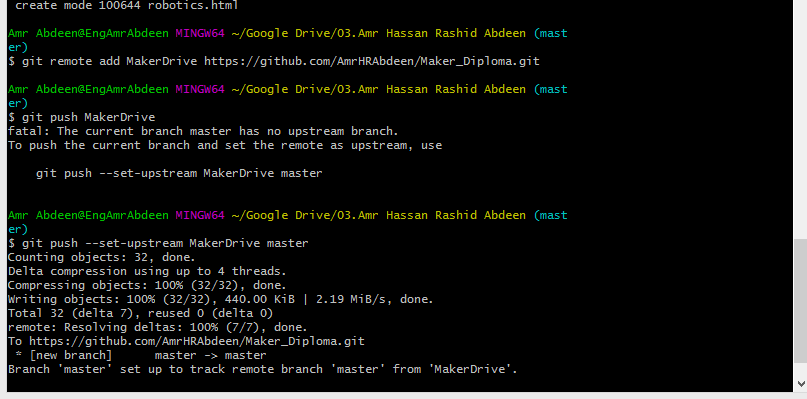 create mode 100644 robotics.html
Amr Abdeen@EngAmrAbdeen MINGW64 ~/Google Drive/03.Amr Hassan Rashid Abdeen (mast
er)
$ git remote add MakerDrive https://github.com/AmrHRAbdeen/Maker_Diploma.git
Amr Abdeen@EngAmrAbdeen MINGW64 ~/Google Drive/03.Amr Hassan Rashid Abdeen (mast
er)
$ git push MakerDrive
fatal: The current branch master has no upstream branch.
To push the current branch and set the remote as upstream, use
git push --set-upstream MakerDrive master
Amr Abdeen@EngAmrAbdeen MINGW64 ~/Google Drive/03.Amr Hassan Rashid Abdeen (mast
er)
$ git push --set-upstream MakerDrive master
Counting objects: 32, done.
Delta compression using up to 4 threads.
Compressing objects: 100% (32/32), done.
Writing objects: 100% (32/32), 440.00 KiB | 2.19 MiB/s, done.
Total 32 (delta 7), reused 0 (delta 0)
remote: Resolving deltas: 100% (7/7), done.
To https://github.com/AmrHRAbdeen/Maker_Diploma.git
* [new branch]      master -> master
Branch 'master' set up to track remote branch 'master' from 'MakerDrive'.